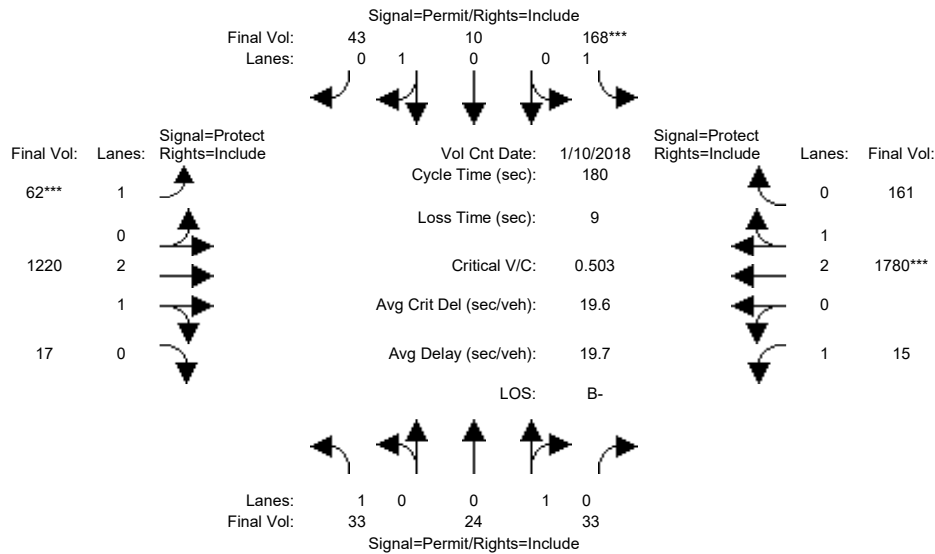 Signal=Permit/Rights=Include
Final Vol: 43 10 168***
Lanes: 0 1 0 0 1
Signal=Protect Signal=Protect
Final Vol: Lanes: Rights=Include Vol Cnt Date: 1/10/2018 Rights=Include Lanes: Final Vol:
Cycle Time (sec): 180
62*** 1 0 161
Loss Time (sec): 9
0 1
1220 2 Critical V/C: 0.503 2 1780***
1 Avg Crit Del (sec/veh): 19.6 0
17 0 Avg Delay (sec/veh): 19.7 1 15
LOS: B-
Lanes: 1 0 0 1 0
Final Vol: 33 24 33
Signal=Permit/Rights=Include